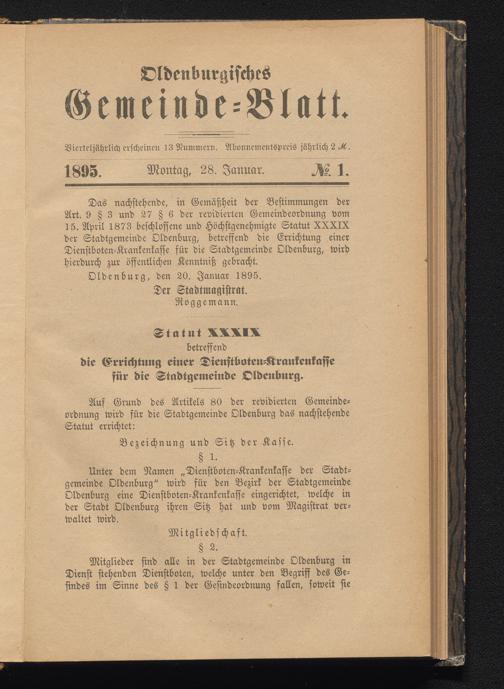 Oldenburgisches
Gemeinde=Blatt.
Vierteljährlich erscheinen 13 Nummern. Abonnementspreis jährlich 2 M.
1895. Montag, 28. Januar. № 1.
Das nachstehende, in Gemäßheit der Bestimmungen der
Art. 9 § 3 und 27 § 6 der revidierten Gemeindeordnung vom
15. April 1873 beschlossene und Höchstgenehmigte Statut XXXIX
der Stadtgemeinde Oldenburg, betreffend die Errichtung einer
Dienstboten-Krankenkasse für die Stadtgemeinde Oldenburg, wird
hierdurch zur öffentlichen Kenntniß gebracht.
Oldenburg, den 20. Januar 1895.
Der Stadtmagistrat.
Roggemann.
Statut XXXIX
betreffend
die Errichtung einer Dienstboten-Krankenkasse
für die Stadtgemeinde Oldenburg.
Auf Grund des Artikels 80 der revidierten Gemeinde-
ordnung wird für die Stadtgemeinde Oldenburg das nachstehende
Statut errichtet:
Bezeichnung und Sitz der Kasse.
§ 1.
Unter dem Namen „Dienstboten-Krankenkasse der Stadt-
gemeinde Oldenburg“ wird für den Bezirk der Stadtgemeinde
Oldenburg eine Dienstboten-Krankenkasse eingerichtet, welche in
der Stadt Oldenburg ihren Sitz hat und vom Magistrat ver-
waltet wird.
Mitgliedschaft.
§ 2.
Mitglieder sind alle in der Stadtgemeinde Oldenburg in
Dienst stehenden Dienstboten, welche unter den Begriff des Ge-
sindes im Sinne des § 1 der Gesindeordnung fallen, soweit sie